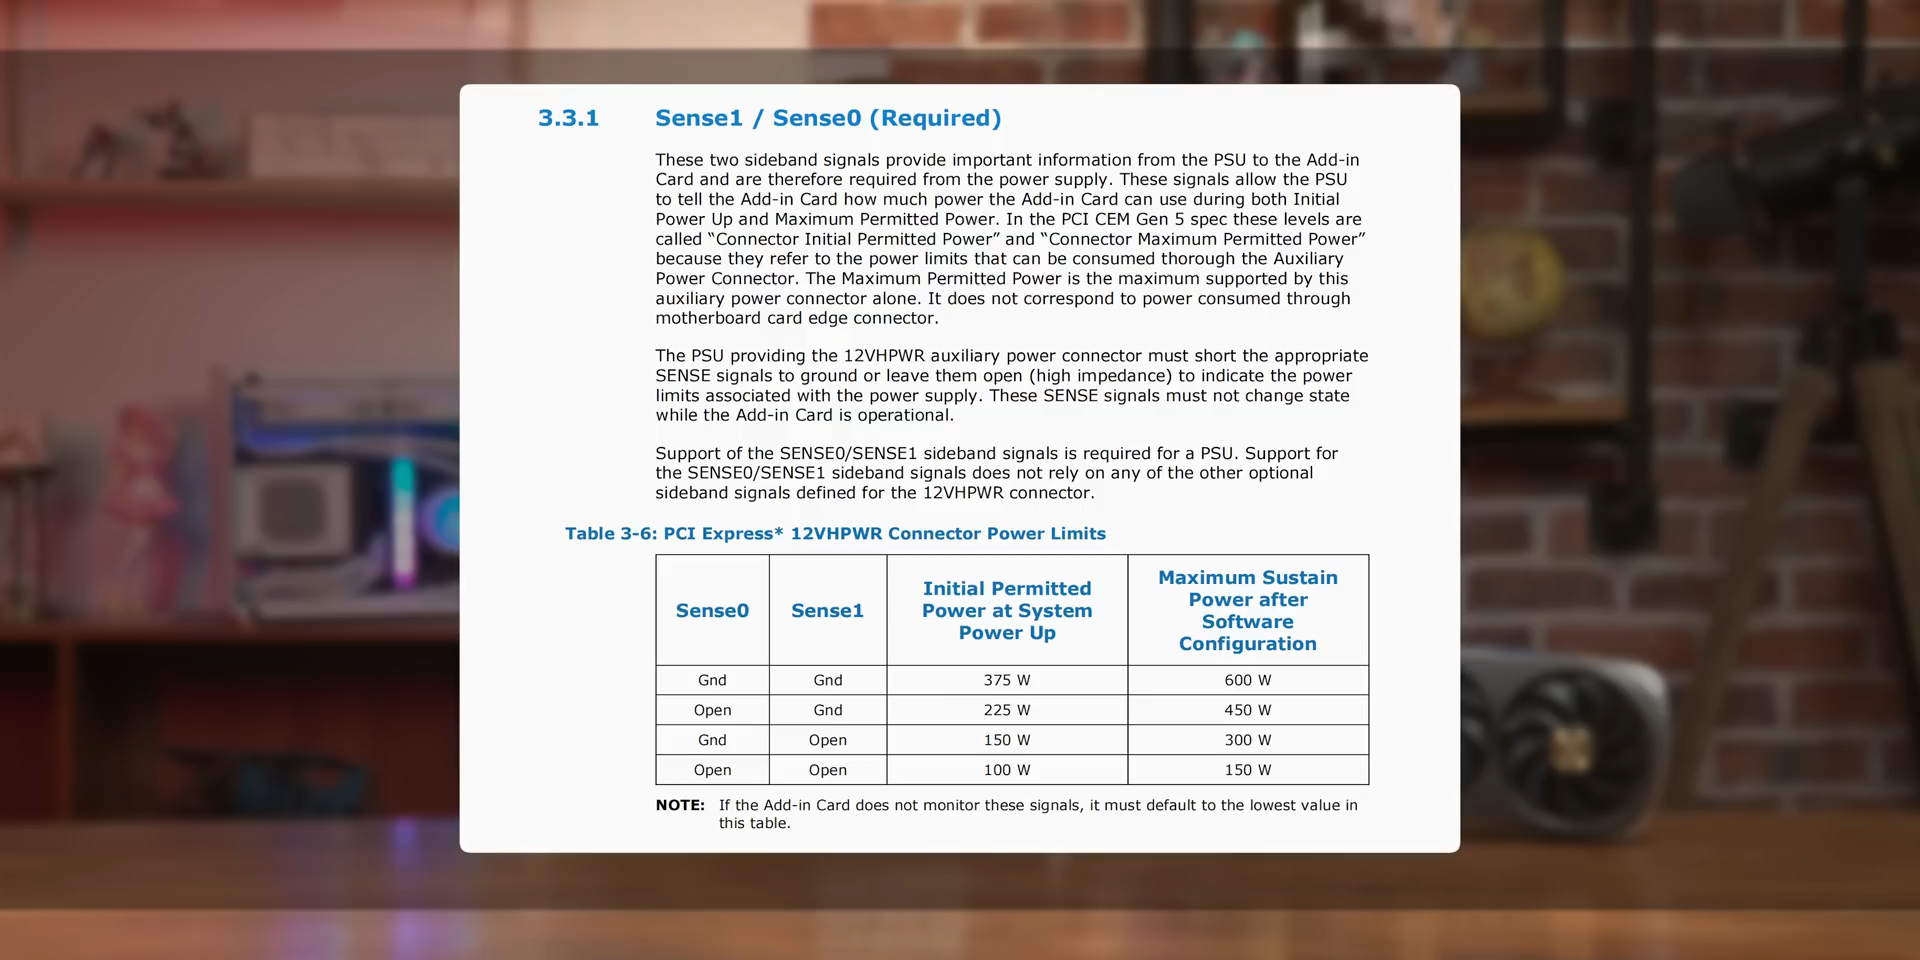 3.3.1 Sense1 / Sense0 (Required)
These two sideband signals provide important information from the PSU to the Add-in
Card and are therefore required from the power supply. These signals allow the PSU
to tell the Add-in Card how much power the Add-in Card can use during both Initial
Power Up and Maximum Permitted Power. In the PCI CEM Gen 5 spec these levels are
called “Connector Initial Permitted Power” and “Connector Maximum Permitted Power”
because they refer to the power limits that can be consumed thorough the Auxiliary
Power Connector. The Maximum Permitted Power is the maximum supported by this
auxiliary power connector alone. It does not correspond to power consumed through
motherboard card edge connector.
The PSU providing the 12VHPWR auxiliary power connector must short the appropriate
SENSE signals to ground or leave them open (high impedance) to indicate the power
limits associated with the power supply. These SENSE signals must not change state
while the Add-in Card is operational.
Support of the SENSE0/SENSE1 sideband signals is required for a PSU. Support for
the SENSE0/SENSE1 sideband signals does not rely on any of the other optional
sideband signals defined for the 12VHPWR connector.
Table 3-6: PCI Express* 12VHPWR Connector Power Limits
Sense0
Sense1
Initial Permitted
Power at System
Power Up
Maximum Sustain
Power after
Software
Configuration
Gnd Gnd 375 W 600 W
Open Gnd 225 W 450 W
Gnd Open 150 W 300 W
Open Open 100 W 150 W
NOTE: If the Add-in Card does not monitor these signals, it must default to the lowest value in
this table.